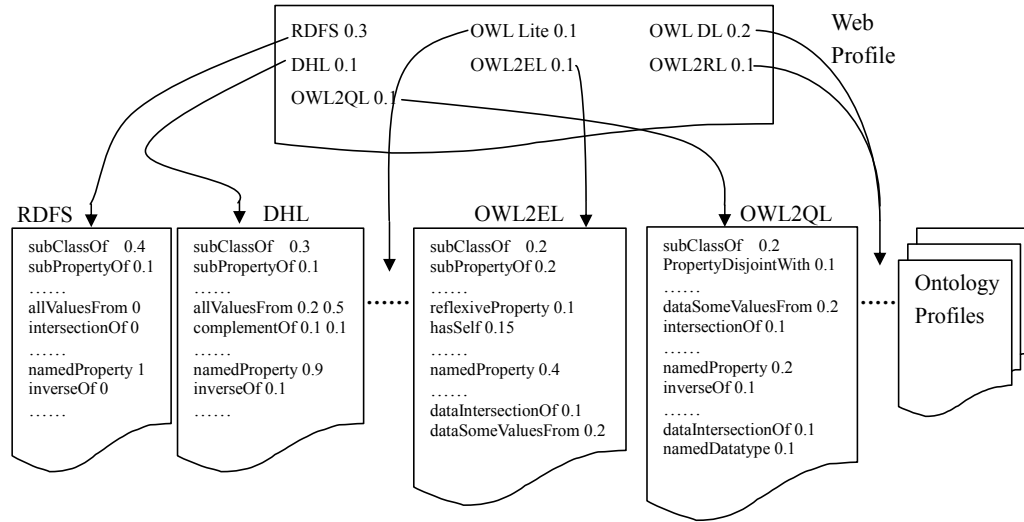 RDFS 0.3
OWL Lite 0.1
OWL DL 0.2
DHL 0.1
OWL2EL 0.1
OWL2RL 0.1
OWL2QL 0.1
Web
Profile
RDFS
subClassOf 0.4
subPropertyOf 0.1
......
allValuesFrom 0
intersectionOf 0
......
namedProperty 1
inverseOf 0
......
DHL
subClassOf 0.3
subPropertyOf 0.1
......
allValuesFrom 0.2 0.5
complementOf 0.1 0.1
......
namedProperty 0.9
inverseOf 0.1
......
......
OWL2EL
subClassOf 0.2
subPropertyOf 0.2
......
reflexiveProperty 0.1
hasSelf 0.15
......
namedProperty 0.4
......
dataIntersectionOf 0.1
dataSomeValuesFrom 0.2
OWL2QL
subClassOf 0.2
PropertyDisjointWith 0.1
......
dataSomeValuesFrom 0.2
intersectionOf 0.1
......
namedProperty 0.2
inverseOf 0.1
......
dataIntersectionOf 0.1
namedDatatype 0.1
......
Ontology
Profiles